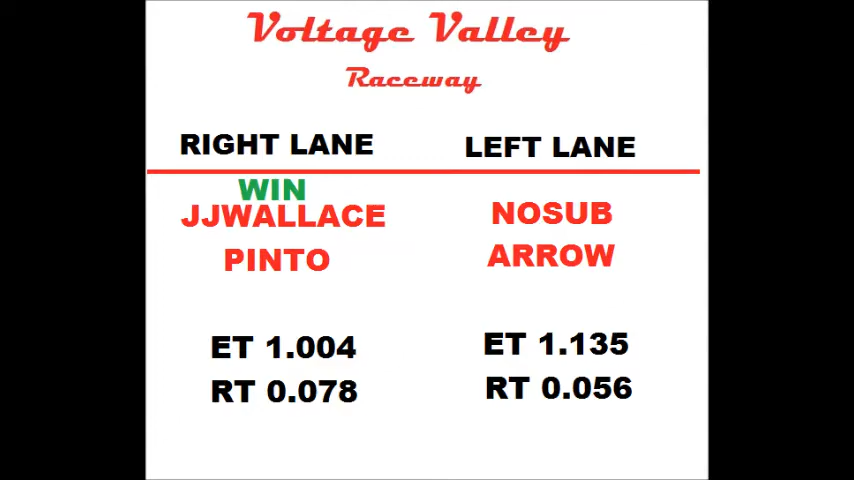 Voltage Valley
Raceway
RIGHT LANE
LEFT LANE
WIN
JJWALLACE
NOSUB
PINTO
ARROW
ET 1.004
ET 1.135
RT 0.078
RT 0.056